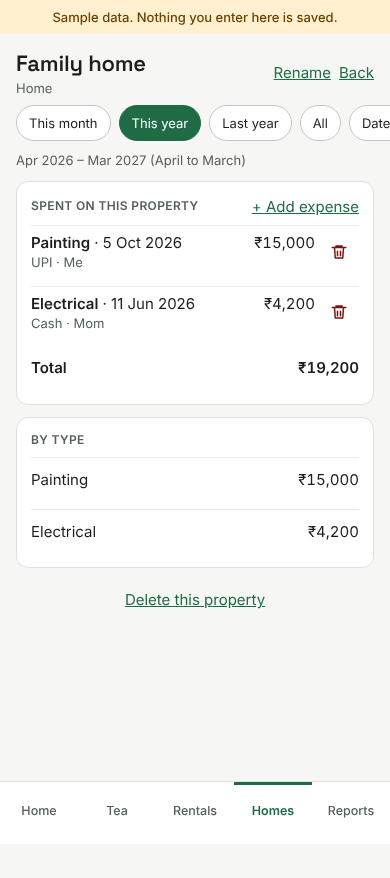 Sample data. Nothing you enter here is saved.
Family home
Rename Back
Home
This month This year Last year All Date
Apr 2026 – Mar 2027 (April to March)
SPENT ON THIS PROPERTY + Add expense
Painting · 5 Oct 2026 ₹15,000
UPI · Me
Electrical · 11 Jun 2026 ₹4,200
Cash · Mom
Total ₹19,200
BY TYPE
Painting ₹15,000
Electrical ₹4,200
Delete this property
Home Tea Rentals Homes Reports